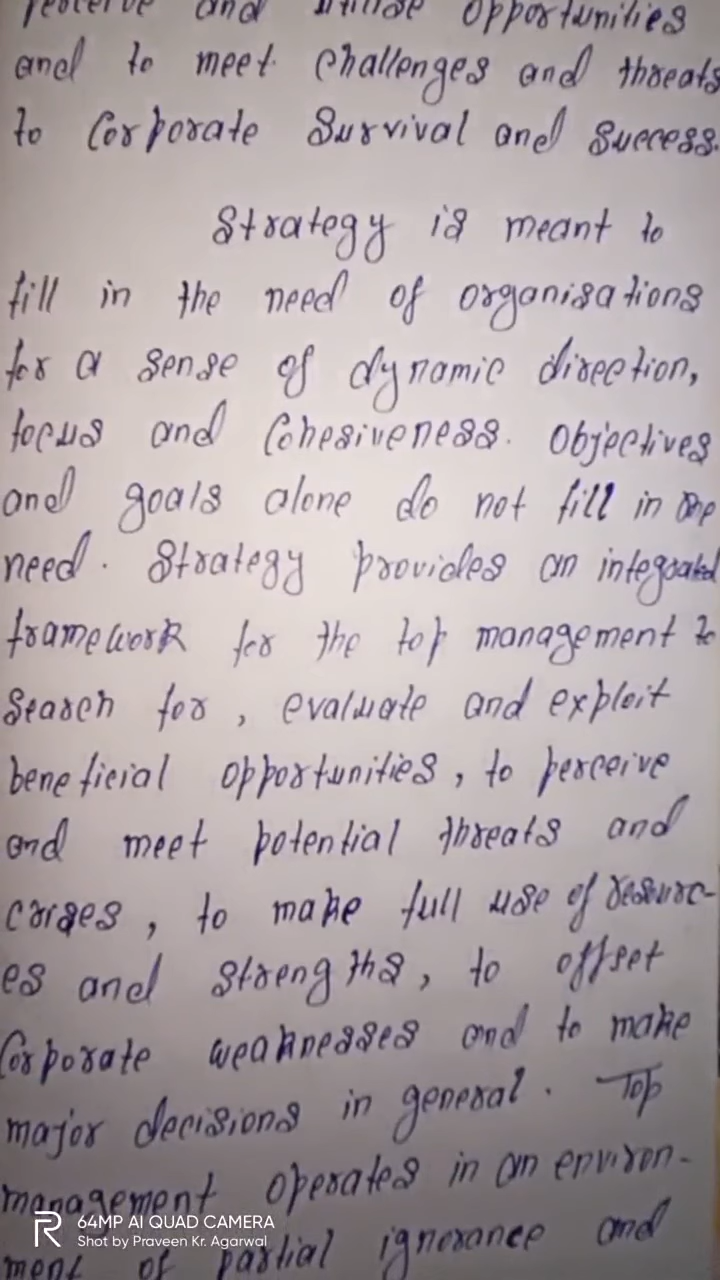 and utilise opportunities
and to meet challenges and threats
to Corporate Survival and Success.
Strategy is meant to
fill in the need of organisations
for a sense of dynamic direction,
focus and Cohesiveness. Objectives
and goals alone do not fill in the
need. Strategy provides an integrated
framework for the top management to
Search for, evaluate and exploit
beneficial opportunities, to perceive
and meet potential threats and
crises, to make full use of resourc-
es and strengths, to offset
Corporate weaknesses and to make
major decisions in general. Top
management operates in an environ-
ment of partial ignorance and
64MP AI QUAD CAMERA
Shot by Praveen Kr. Agarwal